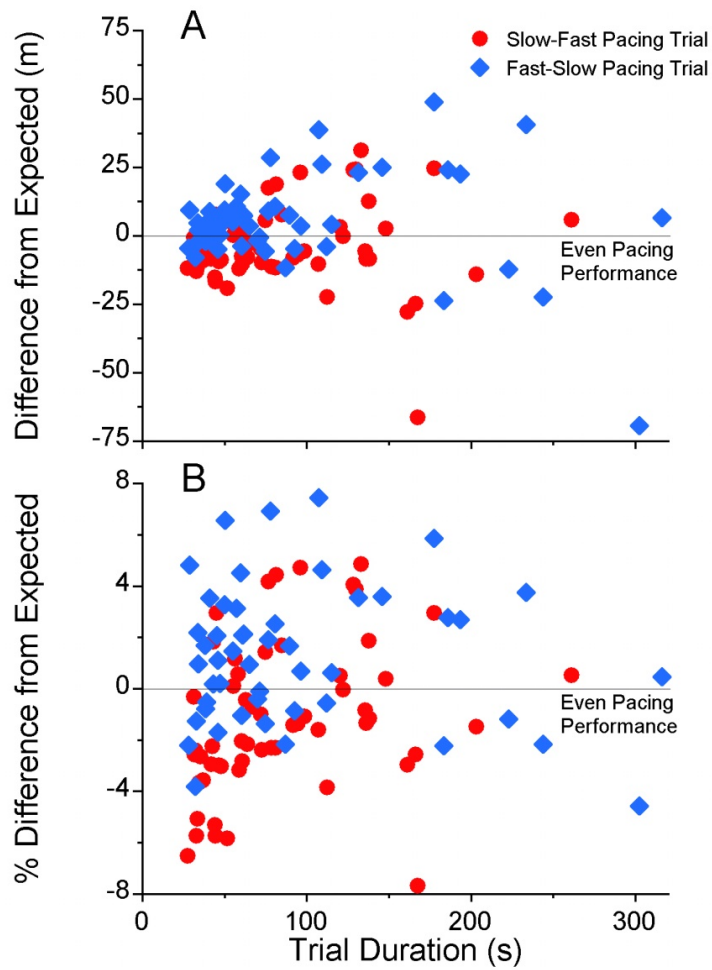 A
Slow-Fast Pacing Trial
Fast-Slow Pacing Trial
Difference from Expected (m)
75
50
25
0
-25
-50
-75
Even Pacing
Performance
B
% Difference from Expected
8
4
0
-4
-8
Even Pacing
Performance
0
100
200
300
Trial Duration (s)